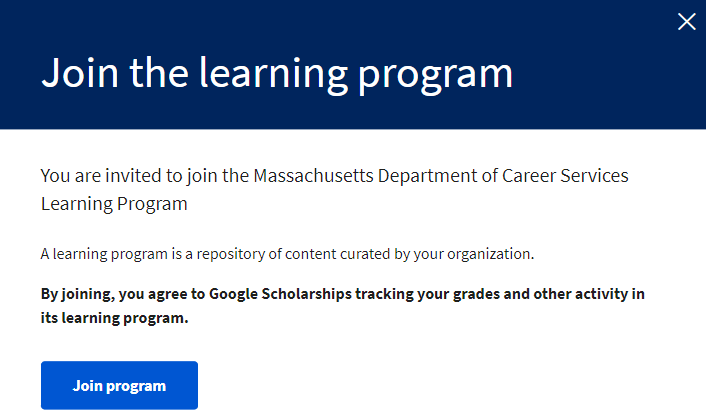 Join the learning program
You are invited to join the Massachusetts Department of Career Services
Learning Program
A learning program is a repository of content curated by your organization.
By joining, you agree to Google Scholarships tracking your grades and other activity in
its learning program.
Join program